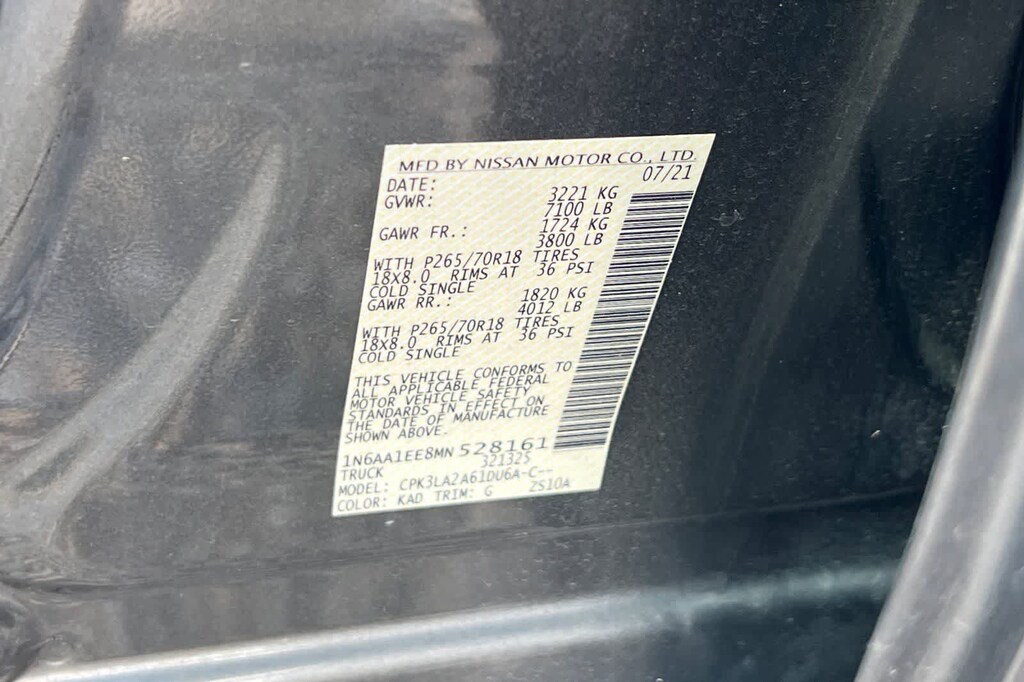 MFD BY NISSAN MOTOR CO., LTD.
DATE: 07/21
GVWR: 3221 KG
7100 LB
GAWR FR.: 1724 KG
3800 LB
WITH P265/70R18 TIRES
18X8.0 RIMS AT 36 PSI
COLD SINGLE
GAWR RR.: 1820 KG
4012 LB
WITH P265/70R18 TIRES
18X8.0 RIMS AT 36 PSI
COLD SINGLE
THIS VEHICLE CONFORMS TO
ALL APPLICABLE FEDERAL
MOTOR VEHICLE SAFETY
STANDARDS IN EFFECT ON
THE DATE OF MANUFACTURE
SHOWN ABOVE.
1N6AA1EE8MN 528161
TRUCK 32132S
MODEL: CPK3LA2A61DU6A-C--
COLOR: KAD TRIM: G 2S10A